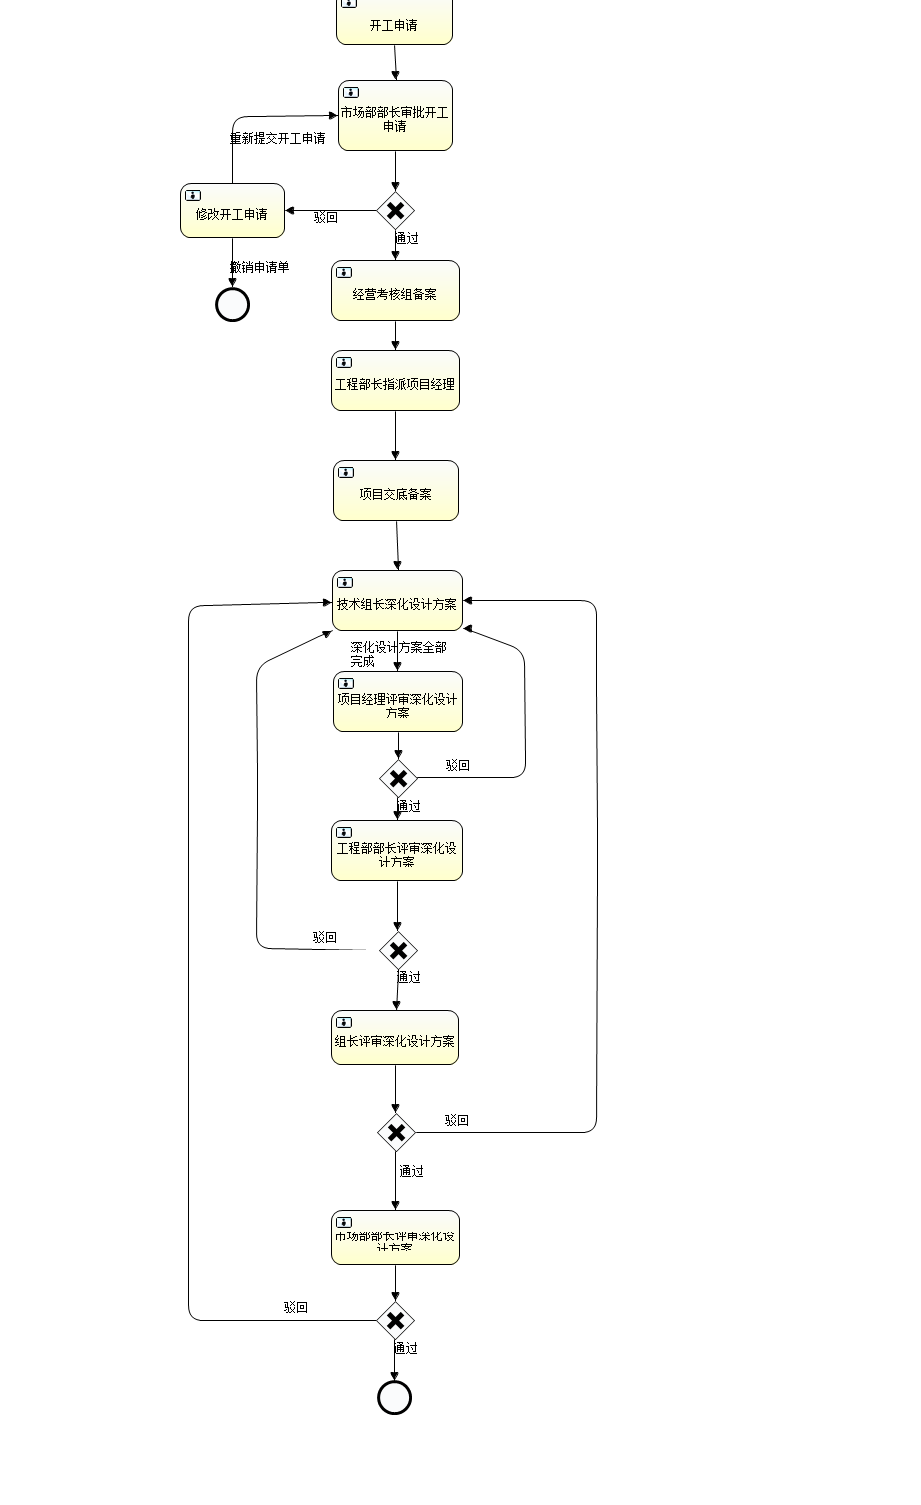 开工申请
市场部部长审批开工
申请
重新提交开工申请
修改开工申请
驳回
通过
撤销申请单
经营考核组备案
工程部长指派项目经理
项目交底备案
技术组长深化设计方案
深化设计方案全部
完成
项目经理评审深化设计
方案
驳回
通过
工程部部长评审深化设
计方案
驳回
通过
组长评审深化设计方案
驳回
通过
市场部部长评审深化设
计方案
驳回
通过